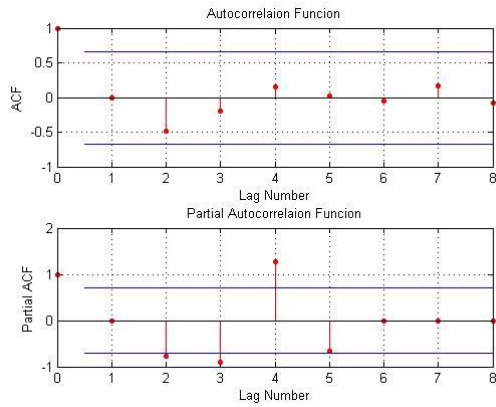 Autocorrelaion Funcion
1
0.5
0
-0.5
-1
ACF
0 1 2 3 4 5 6 7 8
Lag Number
Partial Autocorrelaion Funcion
2
1
0
-1
Partial ACF
0 1 2 3 4 5 6 7 8
Lag Number